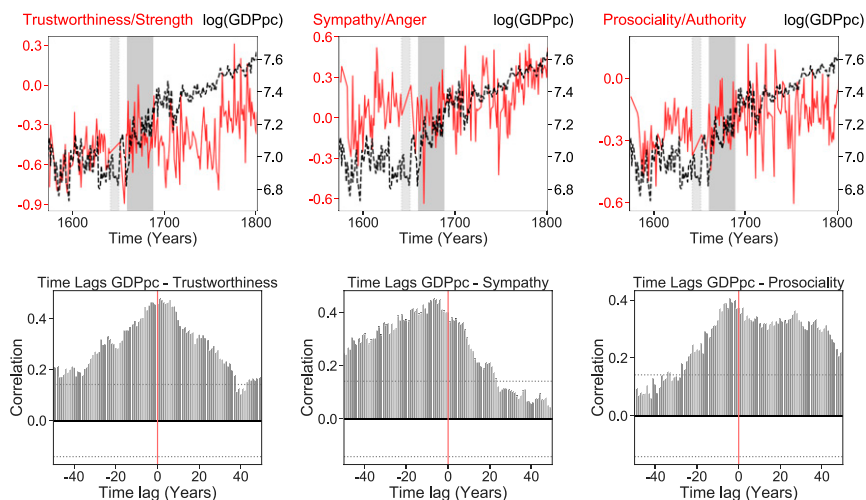 Trustworthiness/Strength log(GDPpc)
0.3
0.0
-0.3
-0.6
-0.9
7.6
7.4
7.2
7.0
6.8
1600 1700 1800
Time (Years)
Sympathy/Anger log(GDPpc)
0.6
0.3
0.0
-0.3
-0.6
7.6
7.4
7.2
7.0
6.8
1600 1700 1800
Time (Years)
Prosociality/Authority log(GDPpc)
0.0
-0.3
-0.6
7.6
7.4
7.2
7.0
6.8
1600 1700 1800
Time (Years)
Time Lags GDPpc - Trustworthiness
Correlation
0.4
0.2
0.0
-40 -20 0 20 40
Time lag (Years)
Time Lags GDPpc - Sympathy
Correlation
0.4
0.2
0.0
-40 -20 0 20 40
Time lag (Years)
Time Lags GDPpc - Prosociality
Correlation
0.4
0.2
0.0
-40 -20 0 20 40
Time lag (Years)